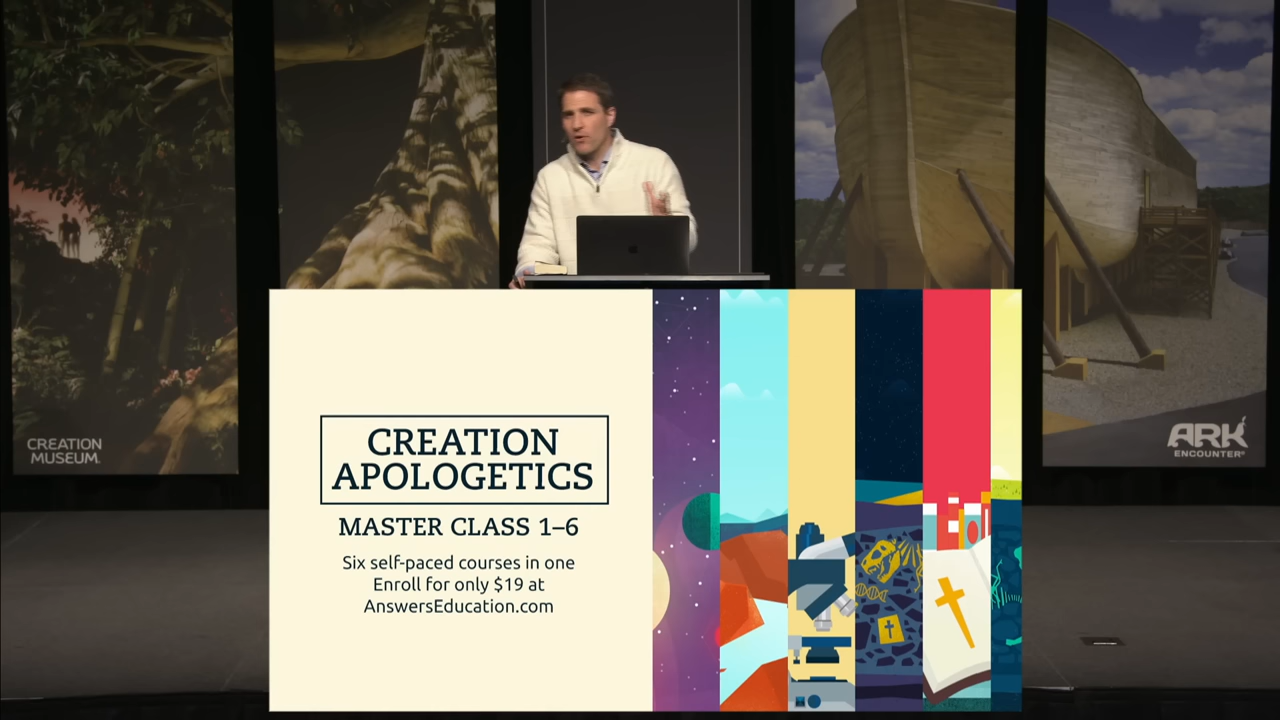 CREATION
MUSEUM
ARK
ENCOUNTER®
CREATION
APOLOGETICS
MASTER CLASS 1–6
Six self-paced courses in one
Enroll for only $19 at
AnswersEducation.com